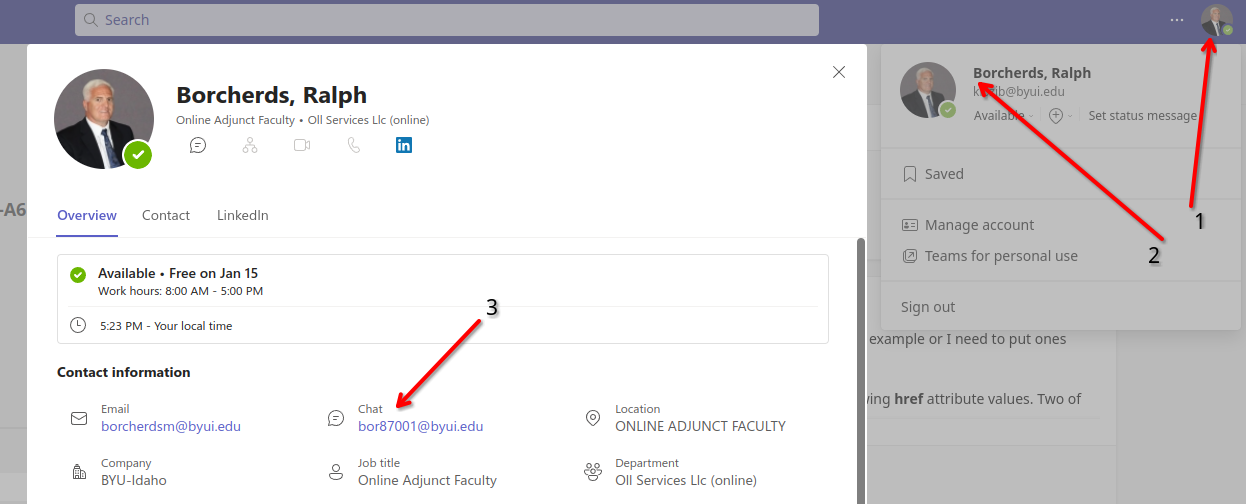 Search
Borcherds, Ralph
Online Adjunct Faculty • Oll Services Llc (online)
in
Overview
Contact
LinkedIn
Available • Free on Jan 15
Work hours: 8:00 AM - 5:00 PM
5:23 PM - Your local time
Contact information
Email
borcherdsm@byui.edu
Chat
bor87001@byui.edu
Location
ONLINE ADJUNCT FACULTY
Company
BYU-Idaho
Job title
Online Adjunct Faculty
Department
Oll Services Llc (online)
3
-A6
Borcherds, Ralph
Available
Set status message
Saved
Manage account
Teams for personal use
Sign out
1
2
example or I need to put ones
href attribute values. Two of